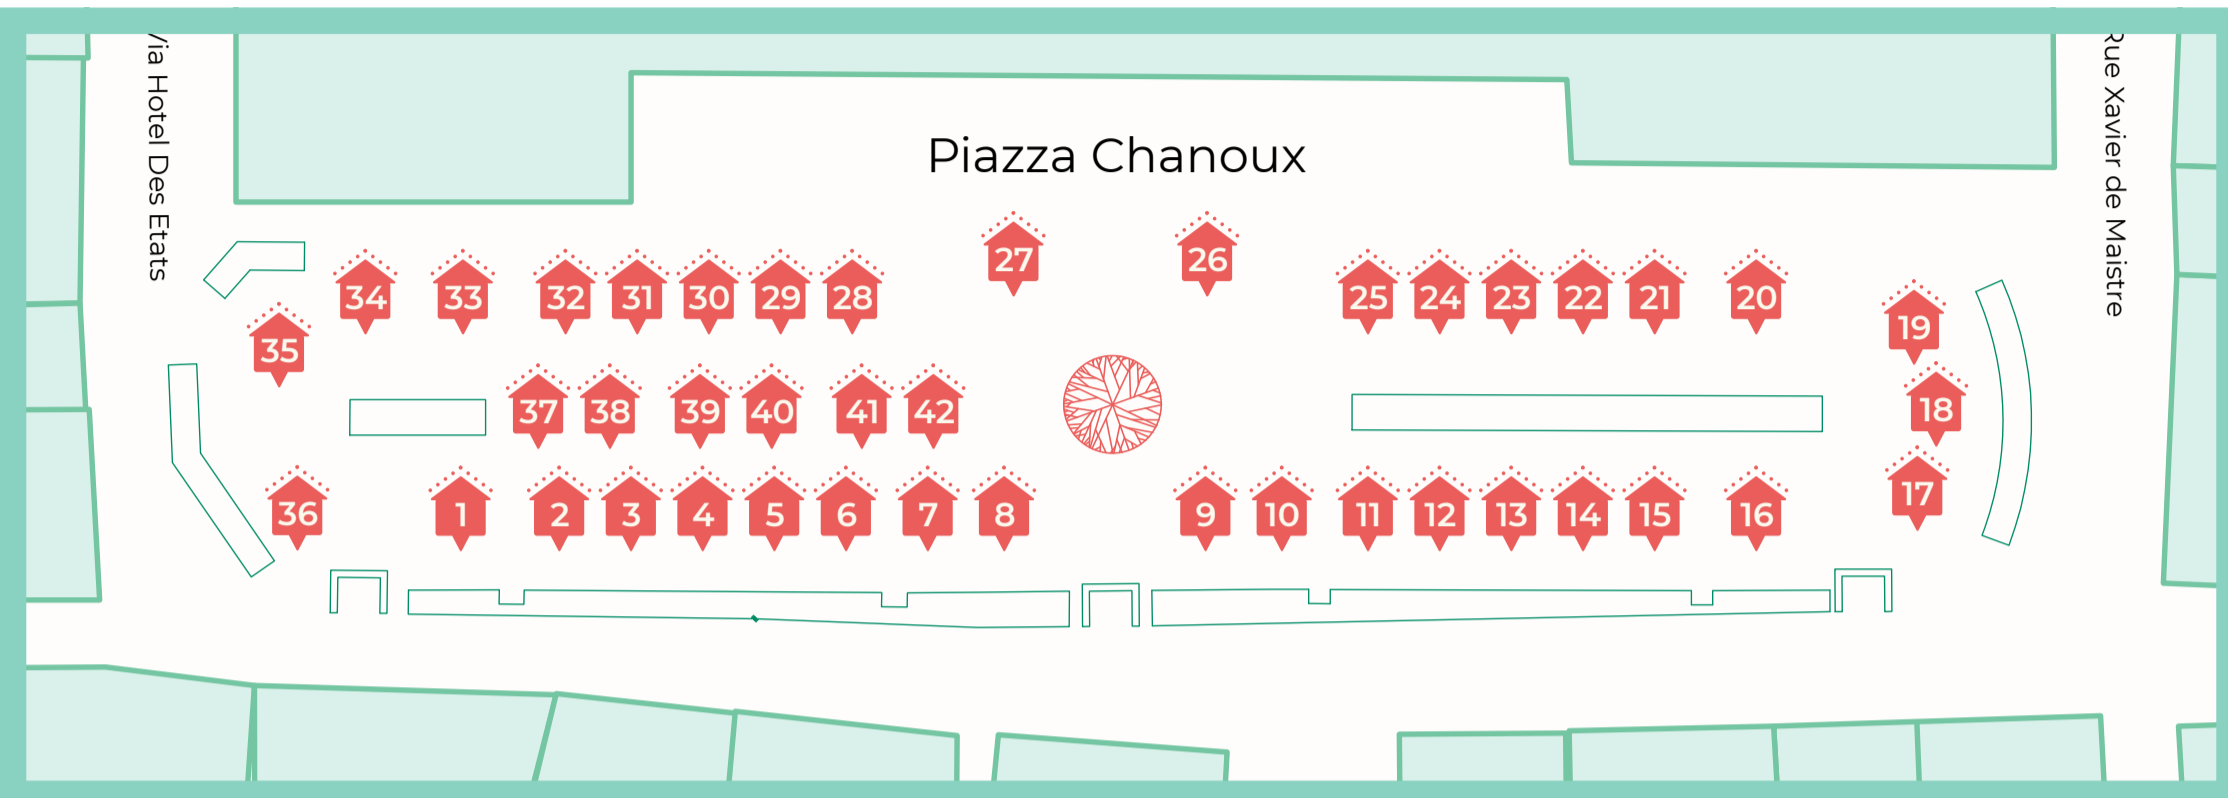 Via Hotel Des Etats
Rue Xavier de Maistre
Piazza Chanoux
27 26
34 33 32 31 30 29 28 25 24 23 22 21 20
19
35
37 38 39 40 41 42 18
17
36 1 2 3 4 5 6 7 8 9 10 11 12 13 14 15 16